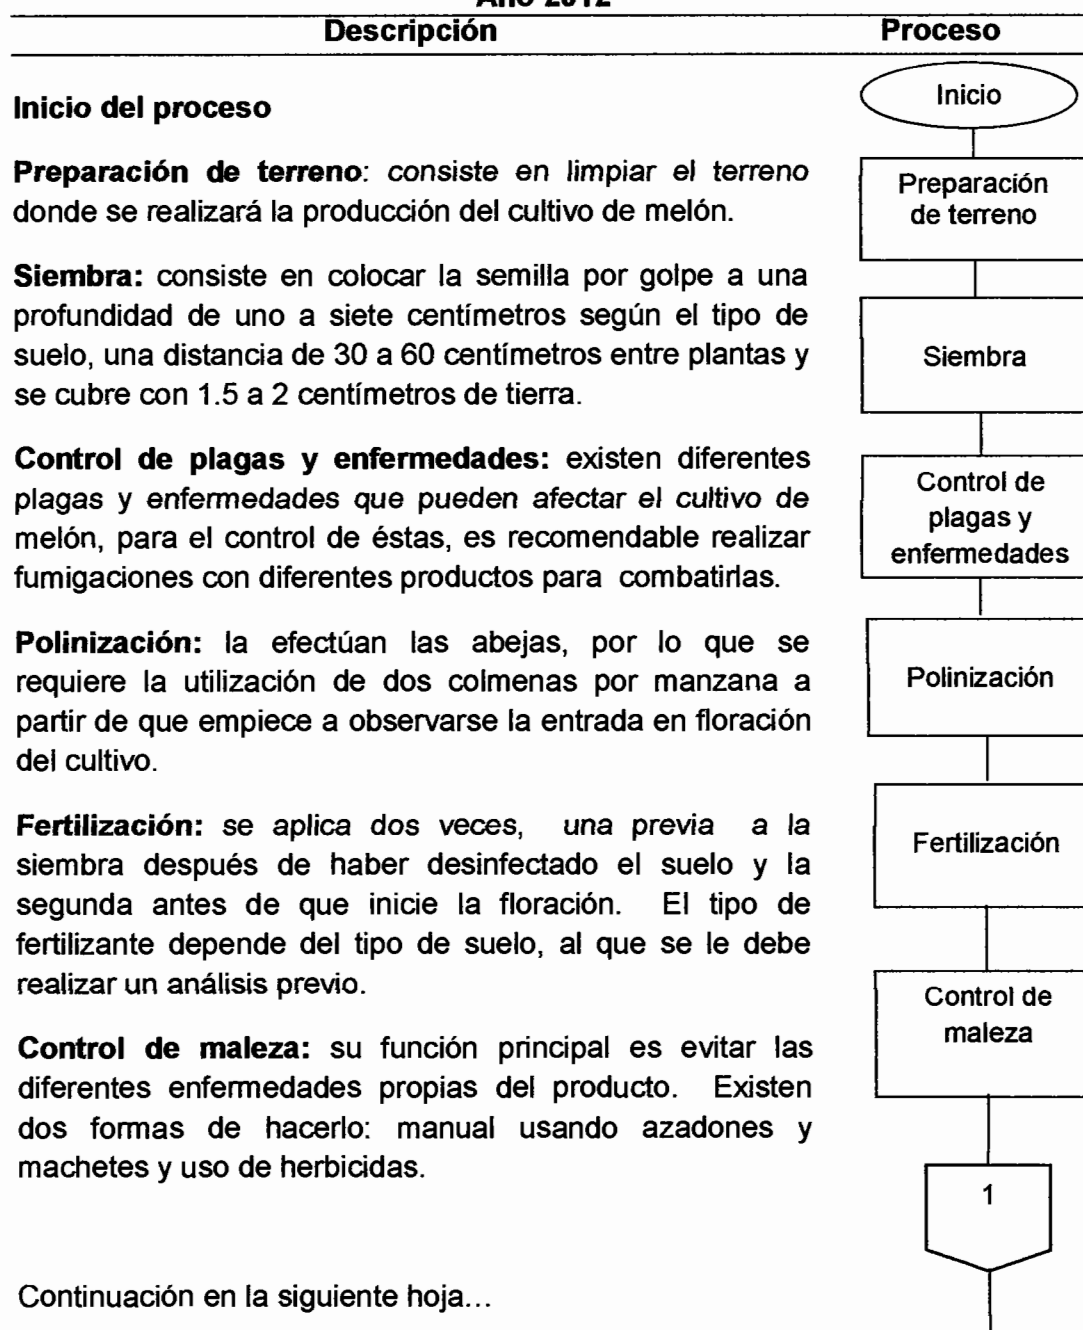 Año 2012
Descripción Proceso
Inicio del proceso
Inicio
Preparación de terreno: consiste en limpiar el terreno
donde se realizará la producción del cultivo de melón.
Preparación
de terreno
Siembra: consiste en colocar la semilla por golpe a una
profundidad de uno a siete centímetros según el tipo de
suelo, una distancia de 30 a 60 centímetros entre plantas y
se cubre con 1.5 a 2 centímetros de tierra.
Siembra
Control de plagas y enfermedades: existen diferentes
plagas y enfermedades que pueden afectar el cultivo de
melón, para el control de éstas, es recomendable realizar
fumigaciones con diferentes productos para combatirlas.
Control de
plagas y
enfermedades
Polinización: la efectúan las abejas, por lo que se
requiere la utilización de dos colmenas por manzana a
partir de que empiece a observarse la entrada en floración
del cultivo.
Polinización
Fertilización: se aplica dos veces, una previa a la
siembra después de haber desinfectado el suelo y la
segunda antes de que inicie la floración. El tipo de
fertilizante depende del tipo de suelo, al que se le debe
realizar un análisis previo.
Fertilización
Control de maleza: su función principal es evitar las
diferentes enfermedades propias del producto. Existen
dos formas de hacerlo: manual usando azadones y
machetes y uso de herbicidas.
Control de
maleza
1
Continuación en la siguiente hoja...